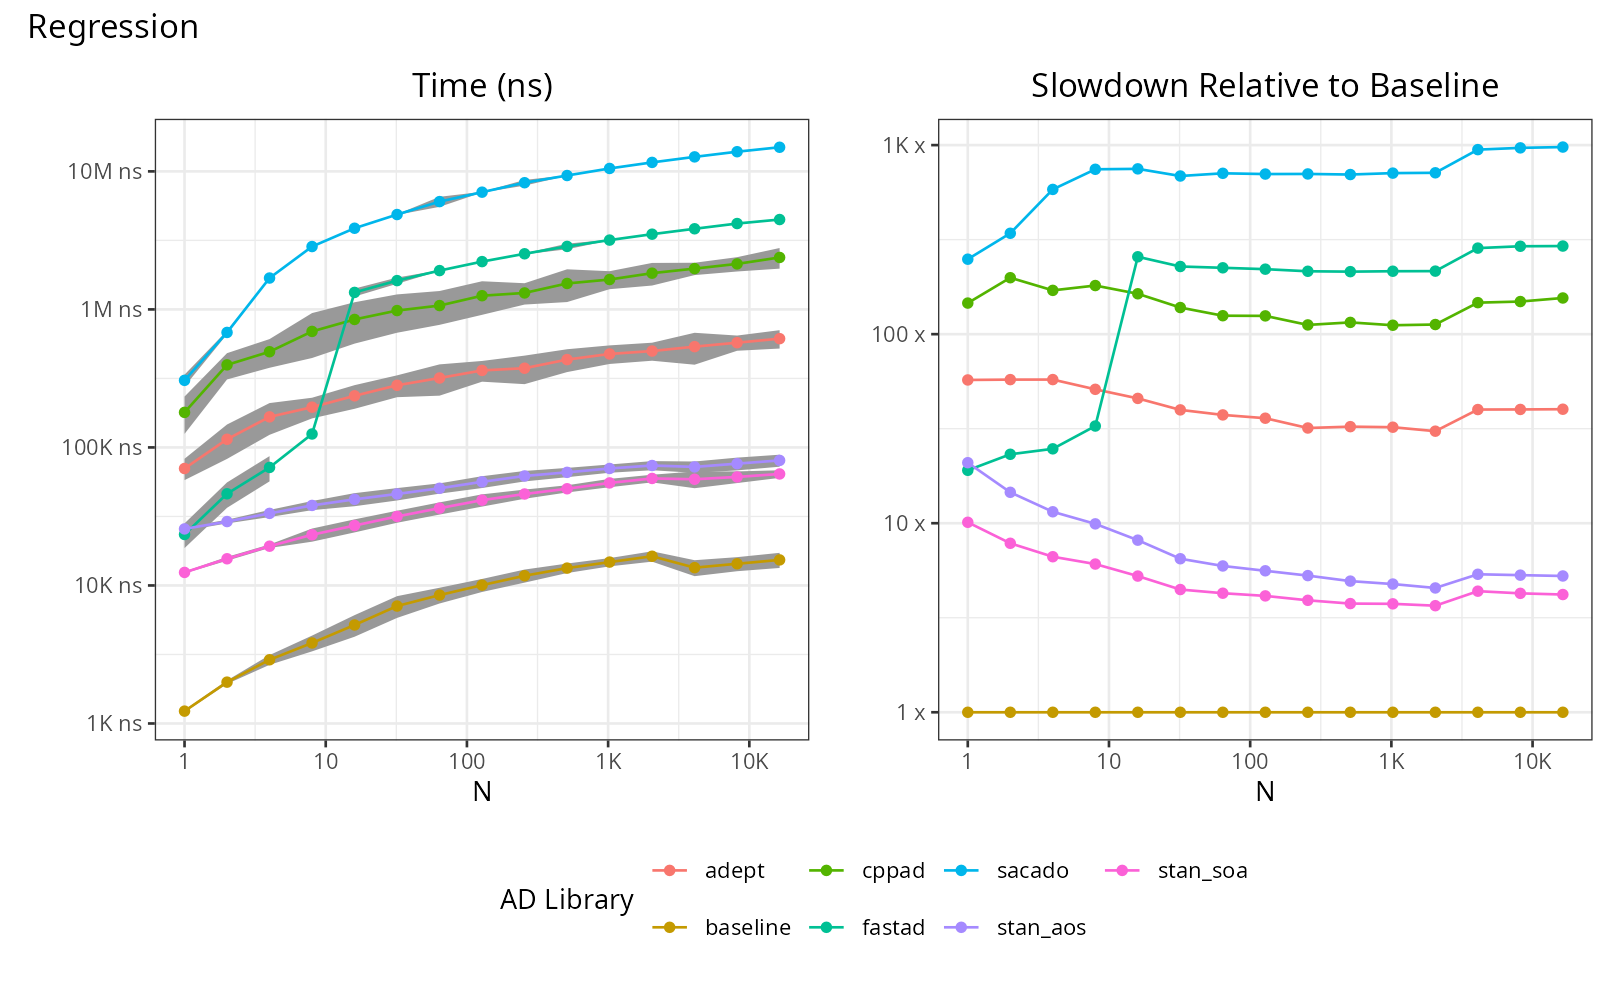 Regression
Time (ns)
10M ns
1M ns
100K ns
10K ns
1K ns
1
10
100
1K
10K
N
Slowdown Relative to Baseline
1K x
100 x
10 x
1 x
1
10
100
1K
10K
N
AD Library
adept
cppad
sacado
stan_soa
baseline
fastad
stan_aos